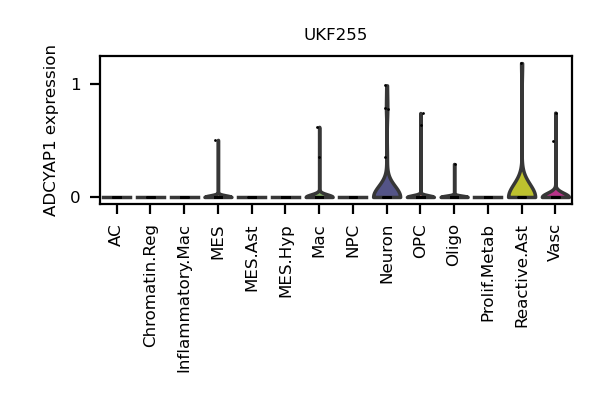 UKF255
ADCYAP1 expression
1
0
AC
Chromatin.Reg
Inflammatory.Mac
MES
MES.Ast
MES.Hyp
Mac
NPC
Neuron
OPC
Oligo
Prolif.Metab
Reactive.Ast
Vasc